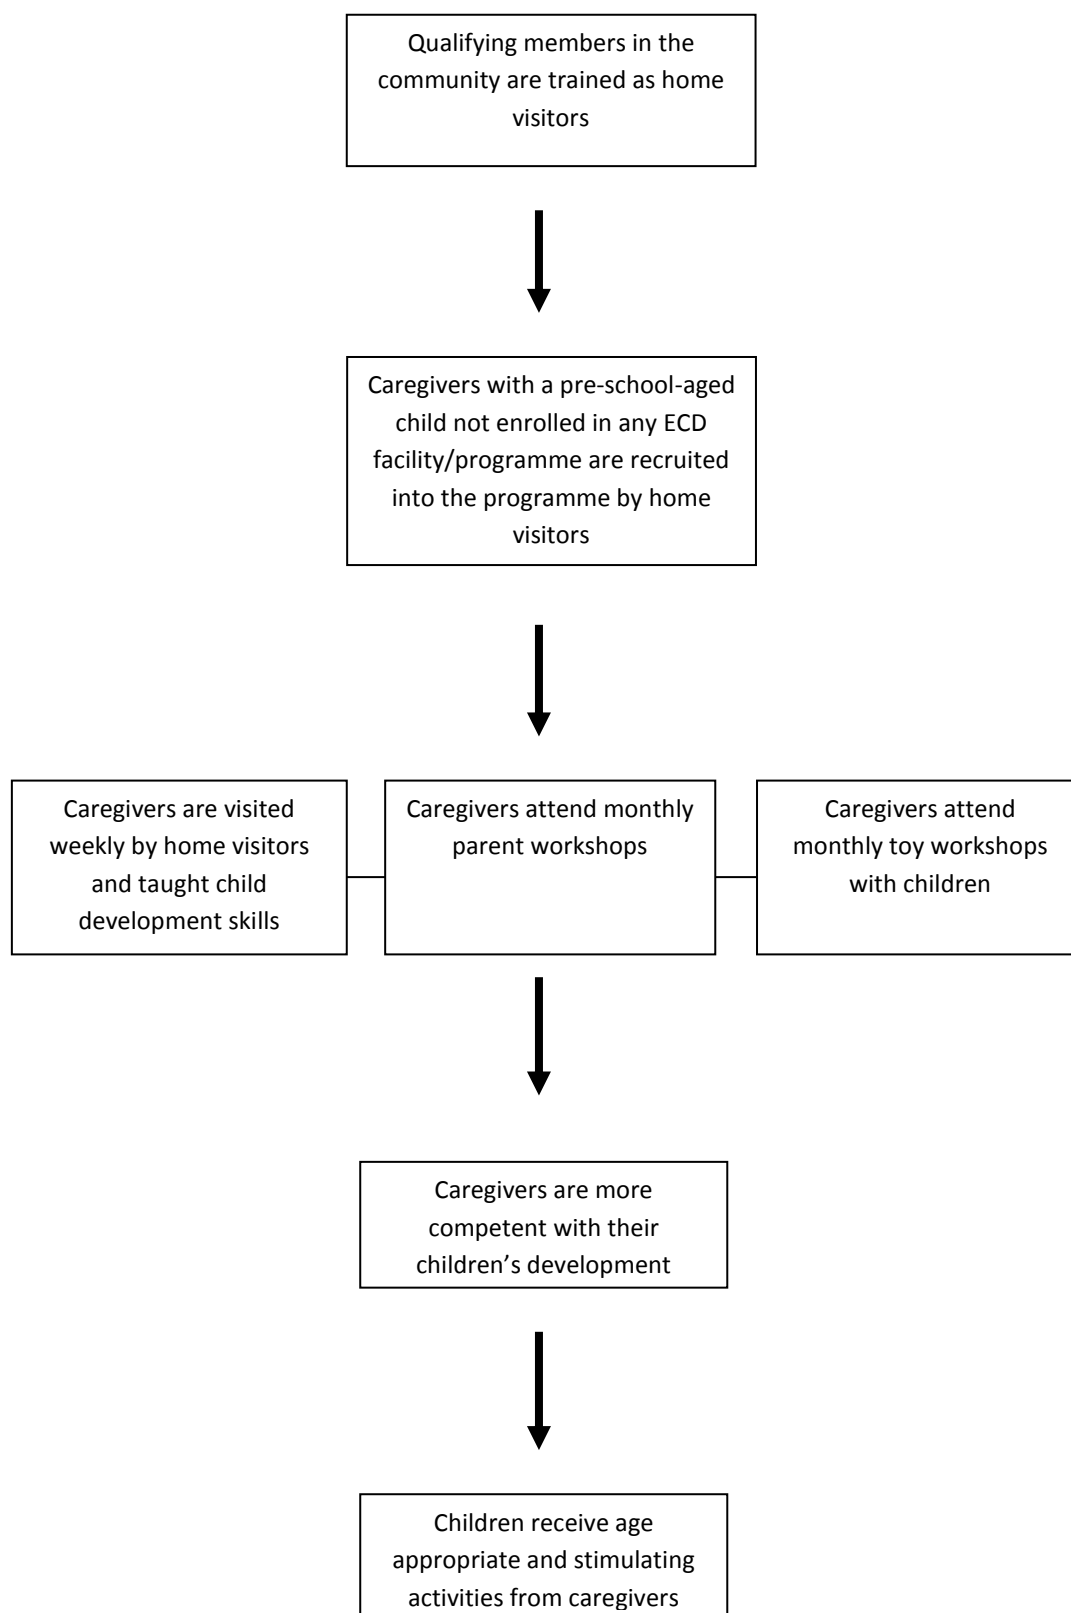 Qualifying members in the
community are trained as home
visitors
Caregivers with a pre-school-aged
child not enrolled in any ECD
facility/programme are recruited
into the programme by home
visitors
Caregivers are visited
weekly by home visitors
and taught child
development skills
Caregivers attend monthly
parent workshops
Caregivers attend
monthly toy workshops
with children
Caregivers are more
competent with their
children’s development
Children receive age
appropriate and stimulating
activities from caregivers